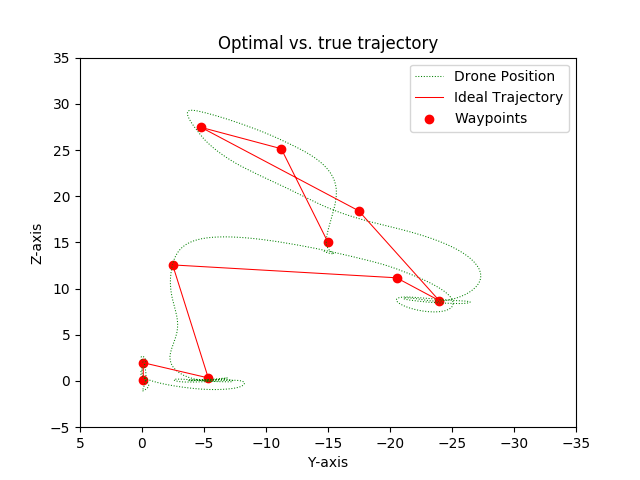 Optimal vs. true trajectory
Drone Position
Ideal Trajectory
Waypoints
Z-axis
35
30
25
20
15
10
5
0
−5
5 0 −5 −10 −15 −20 −25 −30 −35
Y-axis